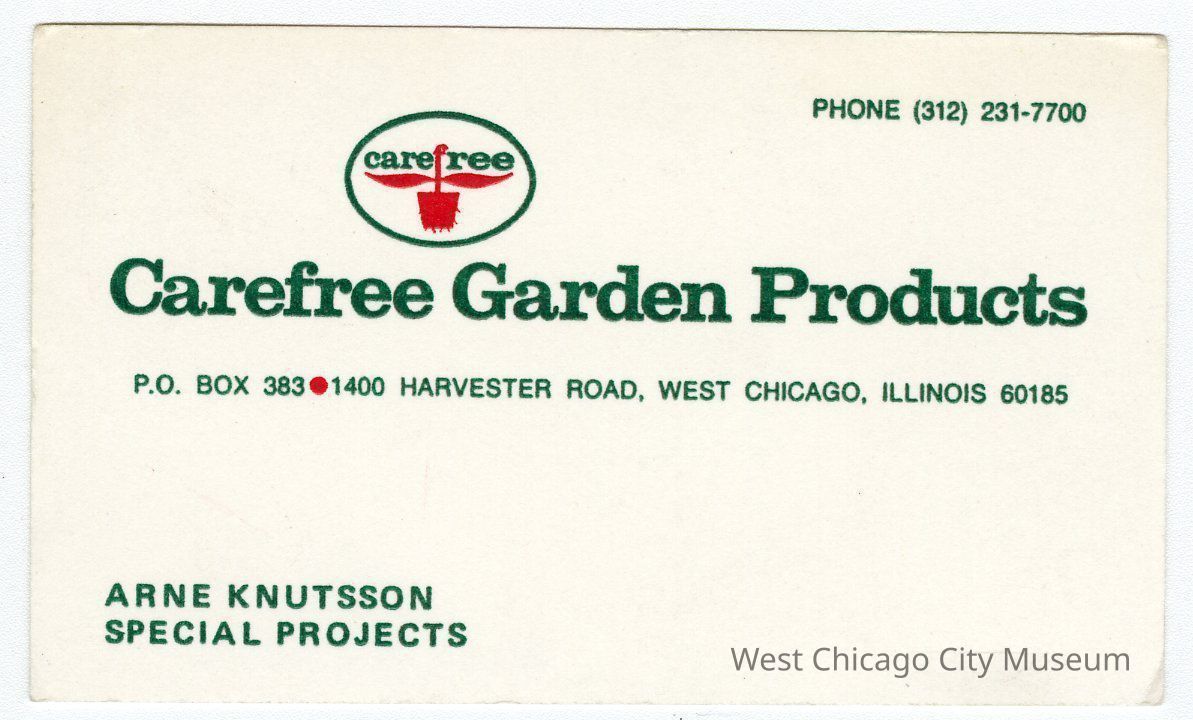 PHONE (312) 231-7700
carefree
Carefree Garden Products
P.O. BOX 383●1400 HARVESTER ROAD, WEST CHICAGO, ILLINOIS 60185
ARNE KNUTSSON
SPECIAL PROJECTS
West Chicago City Museum